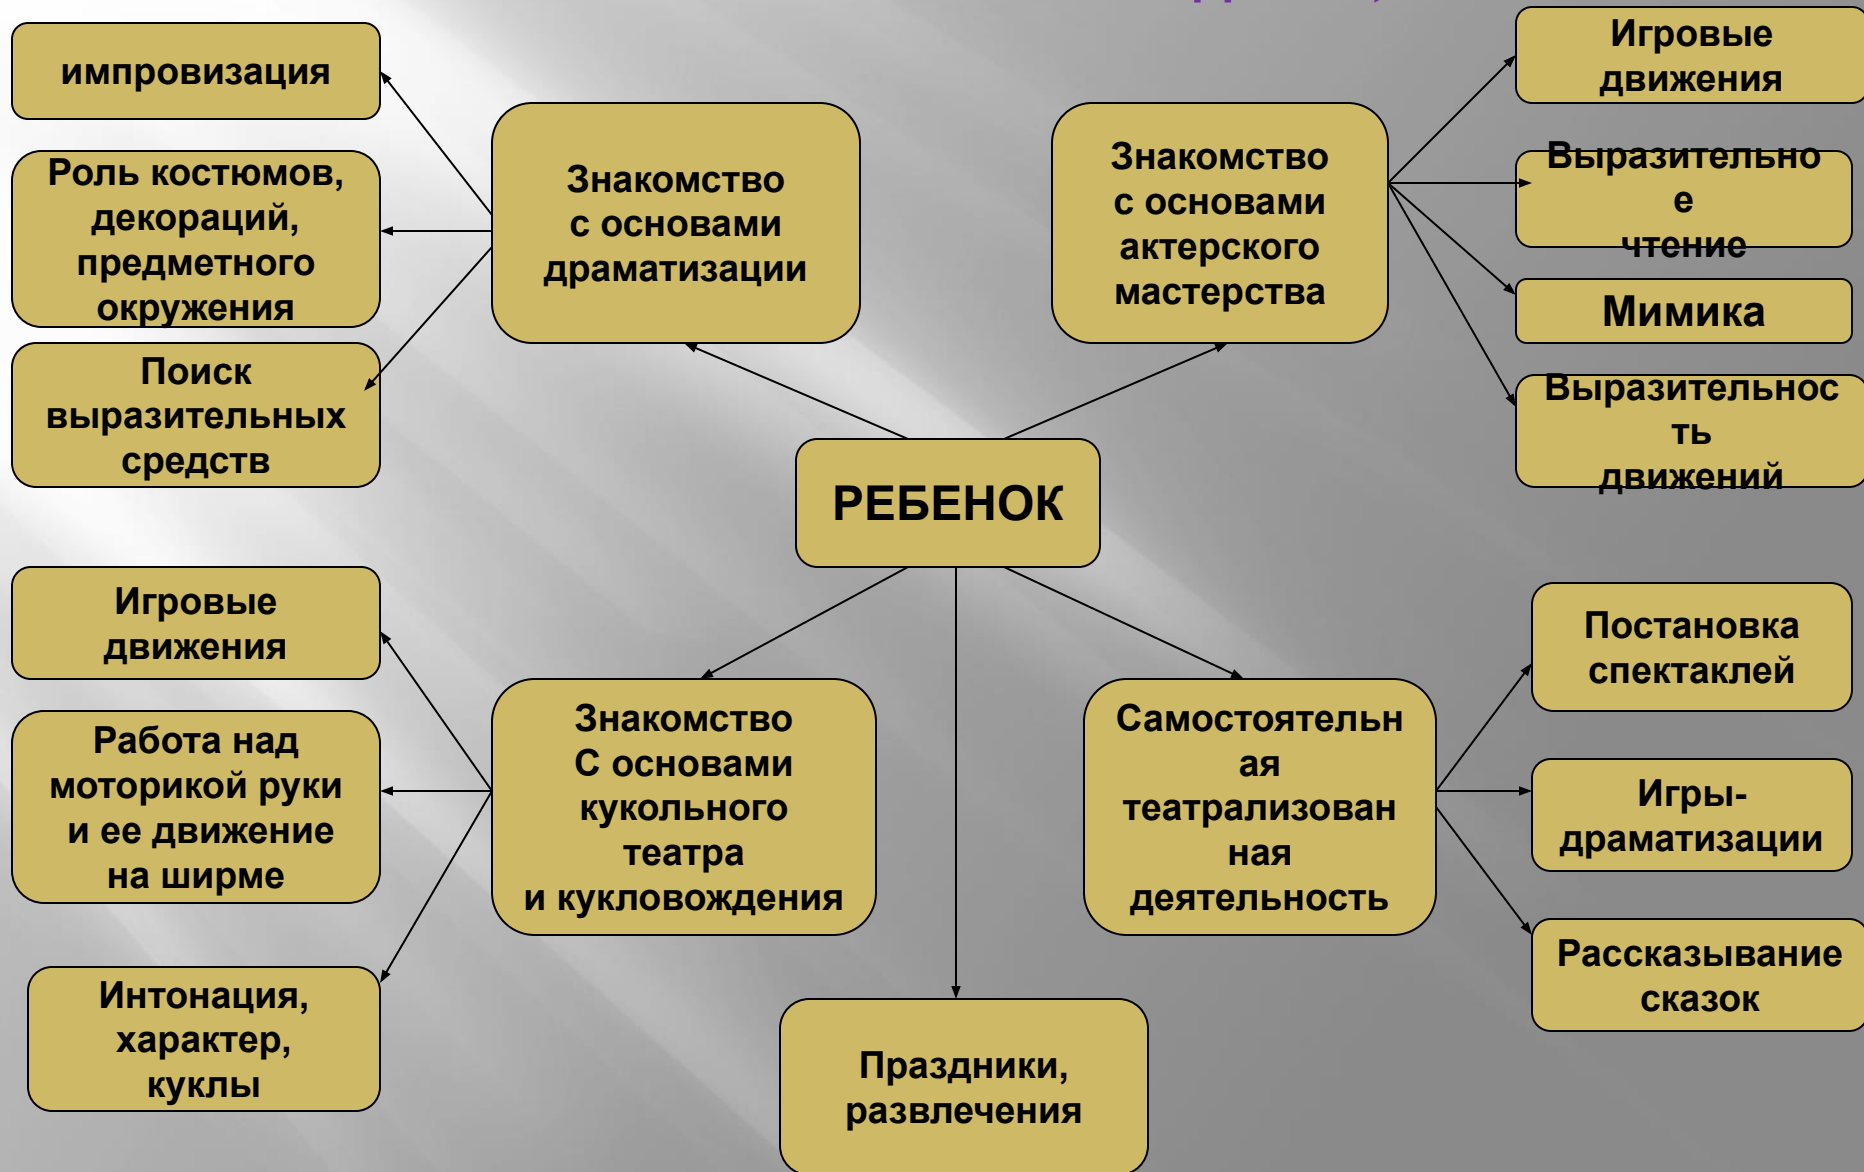 импровизация
Роль костюмов,
декораций,
предметного
окружения
Поиск
выразительных
средств
Знакомство
с основами
драматизации
Знакомство
с основами
актерского
мастерства
Игровые
движения
Выразительно
е
чтение
Мимика
Выразительнос
ть
движений
РЕБЕНОК
Игровые
движения
Работа над
моторикой руки
и ее движение
на ширме
Интонация,
характер,
куклы
Знакомство
С основами
кукольного
театра
и кукловождения
Самостоятельн
ая
театрализован
ная
деятельность
Постановка
спектаклей
Игры-
драматизации
Рассказывание
сказок
Праздники,
развлечения